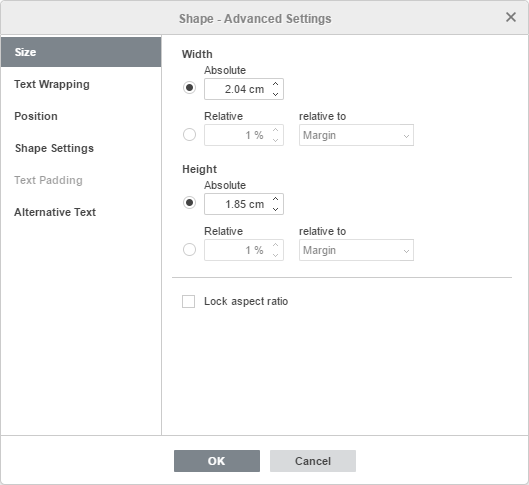 Shape - Advanced Settings
Size
Text Wrapping
Position
Shape Settings
Text Padding
Alternative Text
Width
Absolute
2.04 cm
Relative relative to
1 % Margin
Height
Absolute
1.85 cm
Relative relative to
1 % Margin
Lock aspect ratio
OK Cancel